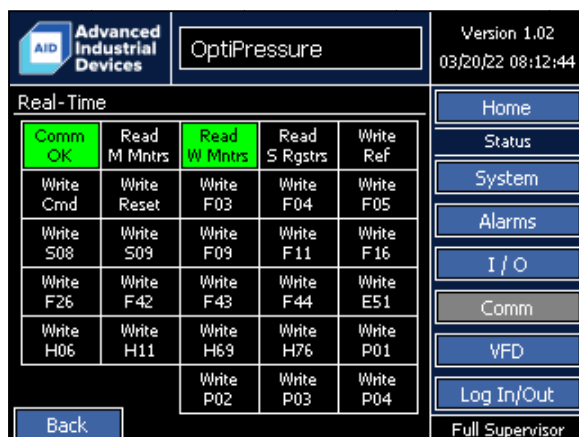 AID
Advanced
Industrial
Devices
OptiPressure
Version 1.02
03/20/22 08:12:44
Real-Time
Comm OK
Read M Mntrs
Read W Mntrs
Read S Rgstrs
Write Ref
Write Cmd
Write Reset
Write F03
Write F04
Write F05
Write S08
Write S09
Write F09
Write F11
Write F16
Write F26
Write F42
Write F43
Write F44
Write E51
Write H06
Write H11
Write H69
Write H76
Write P01
Write P02
Write P03
Write P04
Back
Home
Status
System
Alarms
I / O
Comm
VFD
Log In/Out
Full Supervisor